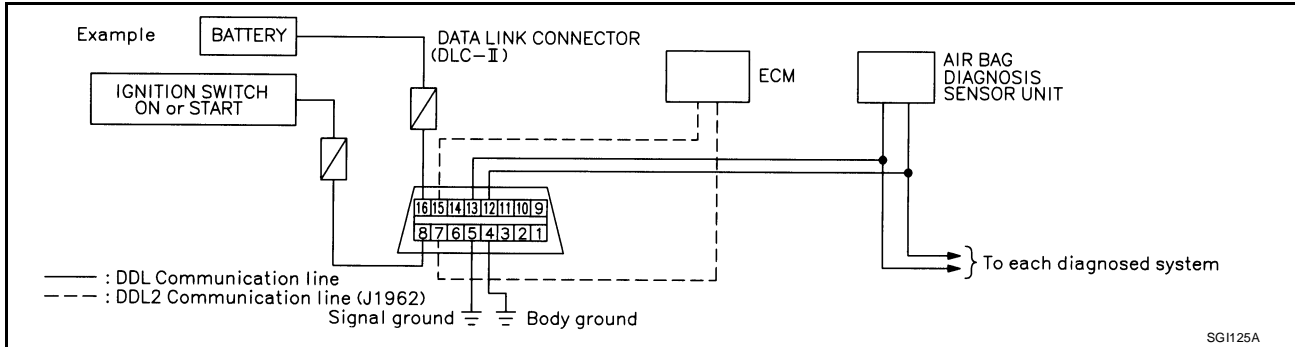 Example
BATTERY
DATA LINK CONNECTOR
(DLC-Ⅱ)
IGNITION SWITCH
ON or START
ECM
AIR BAG
DIAGNOSIS
SENSOR UNIT
16 15 14 13 12 11 10 9
8 7 6 5 4 3 2 1
To each diagnosed system
: DDL Communication line
: DDL2 Communication line (J1962)
Signal ground
Body ground
SGI125A